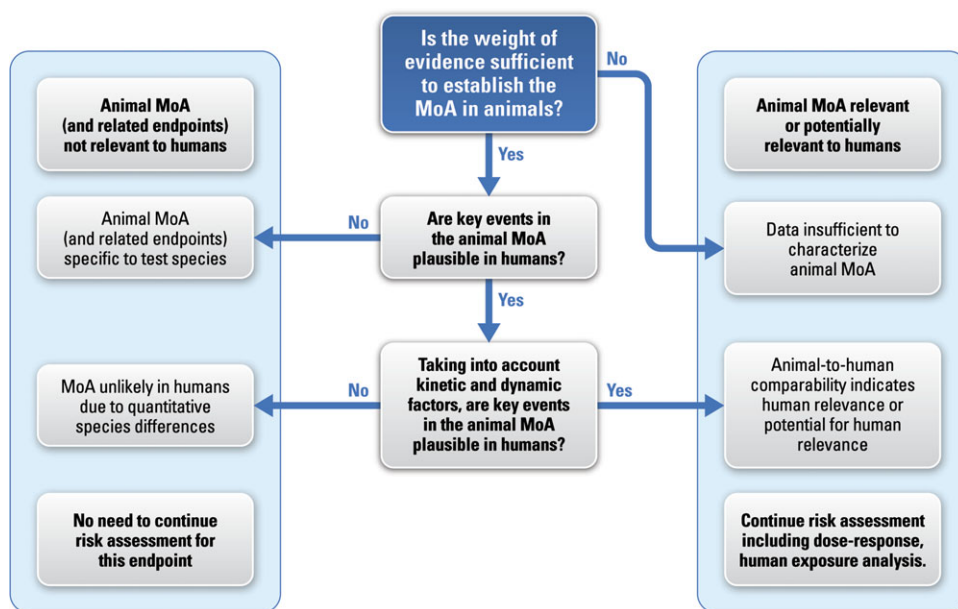 Is the weight of
evidence sufficient
to establish the
MoA in animals?
No
Yes
Animal MoA
(and related endpoints)
not relevant to humans
Animal MoA relevant
or potentially
relevant to humans
Animal MoA
(and related endpoints)
specific to test species
No
Are key events in
the animal MoA
plausible in humans?
Data insufficient to
characterize
animal MoA
Yes
MoA unlikely in humans
due to quantitative
species differences
No
Taking into account
kinetic and dynamic
factors, are key events
in the animal MoA
plausible in humans?
Yes
Animal-to-human
comparability indicates
human relevance or
potential for human
relevance
No need to continue
risk assessment for
this endpoint
Continue risk assessment
including dose-response,
human exposure analysis.